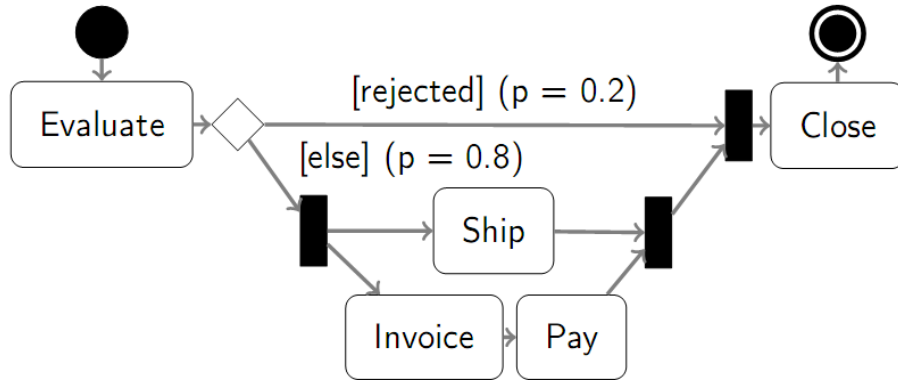 [rejected] (p = 0.2)
Evaluate
Close
[else] (p = 0.8)
Ship
Invoice
Pay